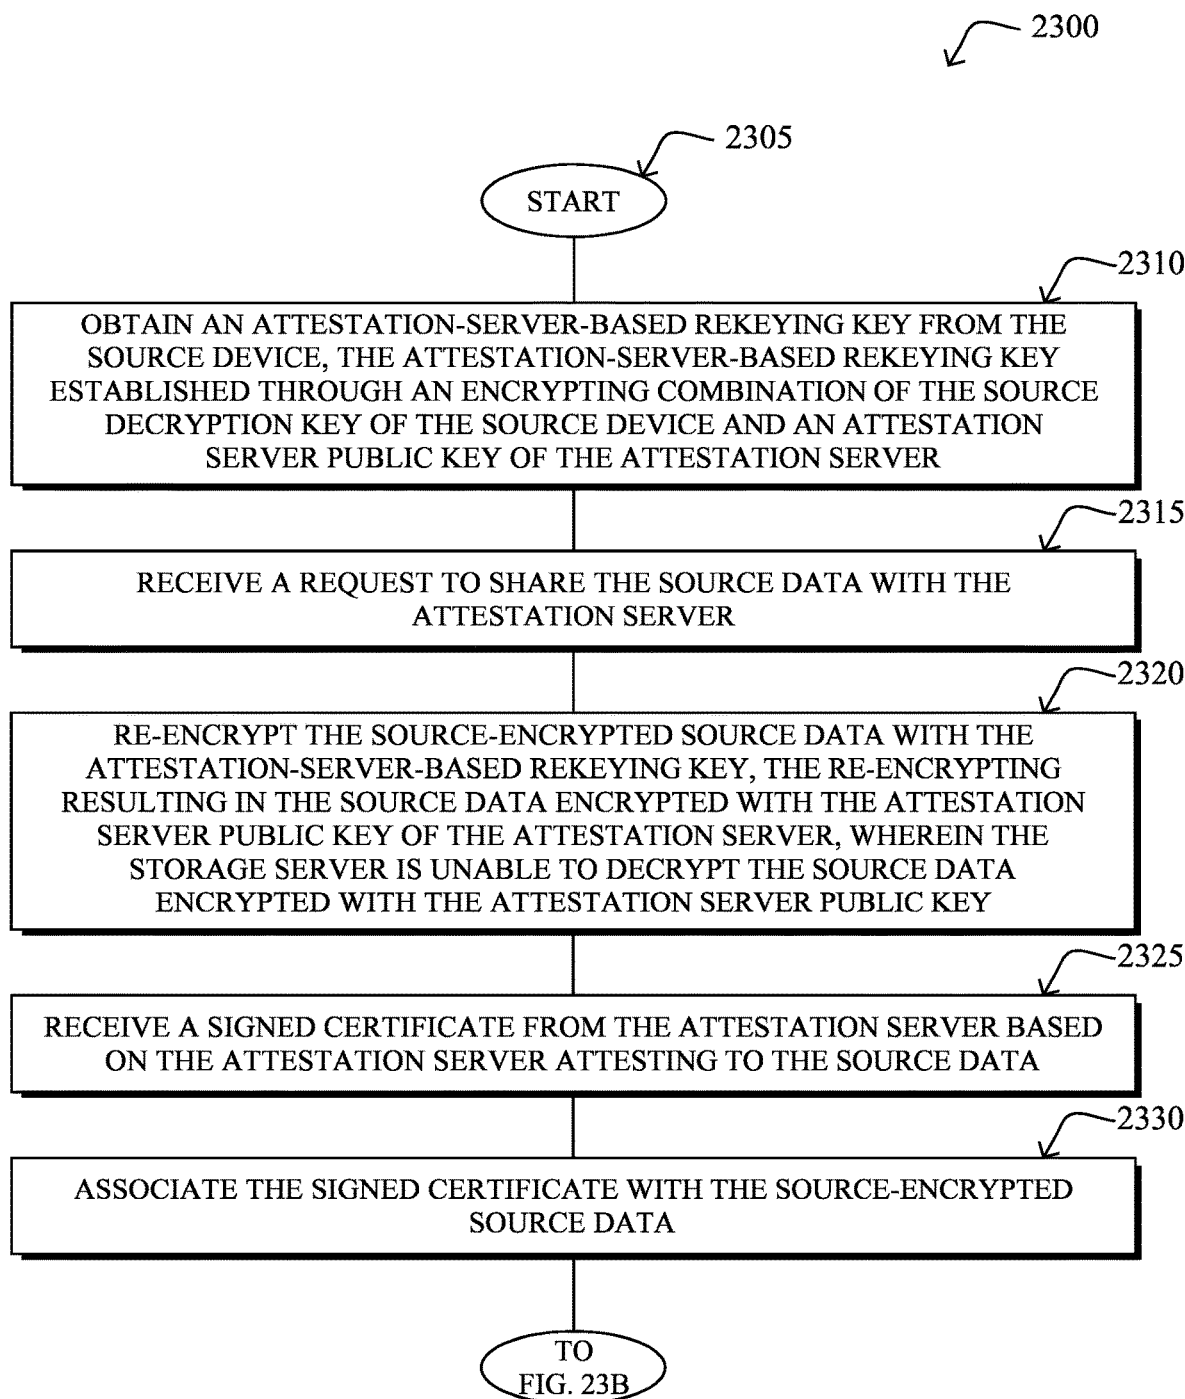 2300
2305
START
2310
OBTAIN AN ATTESTATION-SERVER-BASED REKEYING KEY FROM THE
SOURCE DEVICE, THE ATTESTATION-SERVER-BASED REKEYING KEY
ESTABLISHED THROUGH AN ENCRYPTING COMBINATION OF THE SOURCE
DECRYPTION KEY OF THE SOURCE DEVICE AND AN ATTESTATION
SERVER PUBLIC KEY OF THE ATTESTATION SERVER
2315
RECEIVE A REQUEST TO SHARE THE SOURCE DATA WITH THE
ATTESTATION SERVER
2320
RE-ENCRYPT THE SOURCE-ENCRYPTED SOURCE DATA WITH THE
ATTESTATION-SERVER-BASED REKEYING KEY, THE RE-ENCRYPTING
RESULTING IN THE SOURCE DATA ENCRYPTED WITH THE ATTESTATION
SERVER PUBLIC KEY OF THE ATTESTATION SERVER, WHEREIN THE
STORAGE SERVER IS UNABLE TO DECRYPT THE SOURCE DATA
ENCRYPTED WITH THE ATTESTATION SERVER PUBLIC KEY
2325
RECEIVE A SIGNED CERTIFICATE FROM THE ATTESTATION SERVER BASED
ON THE ATTESTATION SERVER ATTESTING TO THE SOURCE DATA
2330
ASSOCIATE THE SIGNED CERTIFICATE WITH THE SOURCE-ENCRYPTED
SOURCE DATA
TO
FIG. 23B